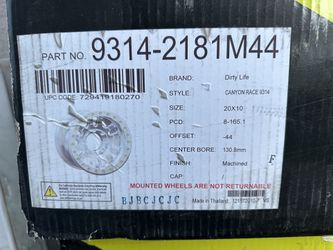 PART NO. 9314-2181M44
BRAND: Dirty Life
STYLE: CANYON RACE 9314
UPC CODE: 729419180270
SIZE: 20X10
PCD: 8-165.1
OFFSET: -44
CENTER BORE: 130.8mm
FINISH: Machined
F
CAP: /
MOUNTED WHEELS ARE NOT RETURNABLE
BJBCJCJC
Made in Thailand